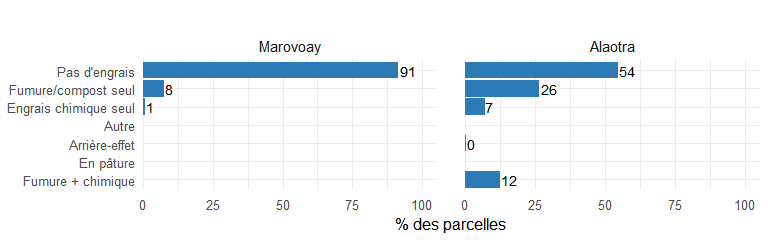 Marovoay Alaotra
Pas d'engrais 91 54
Fumure/compost seul 8 26
Engrais chimique seul 1 7
Autre
Arrière-effet 0
En pâture
Fumure + chimique 12
0 25 50 75 100 0 25 50 75 100
% des parcelles